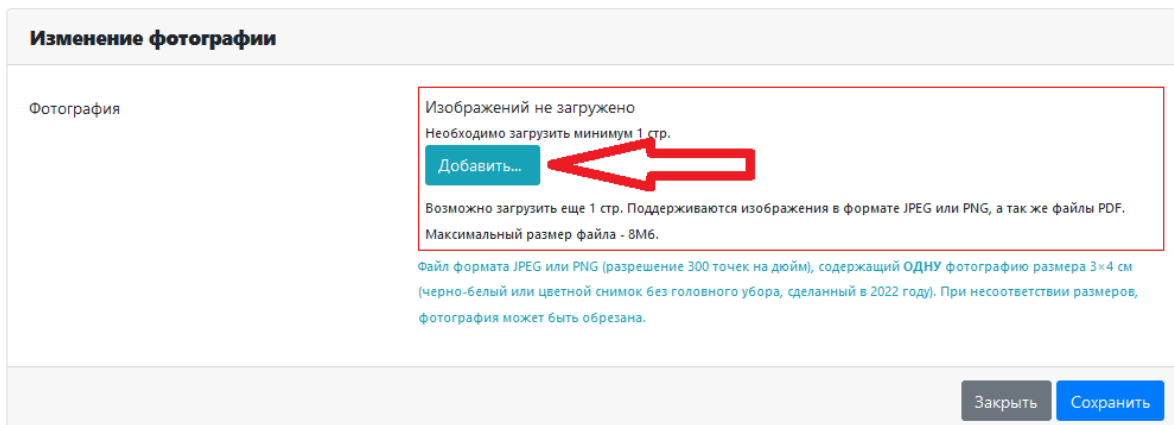 Изменение фотографии
Фотография
Изображений не загружено
Необходимо загрузить минимум 1 стр.
Добавить...
Возможно загрузить еще 1 стр. Поддерживаются изображения в формате JPEG или PNG, а так же файлы PDF.
Максимальный размер файла - 8Мб.
Файл формата JPEG или PNG (разрешение 300 точек на дюйм), содержащий ОДНУ фотографию размера 3×4 см
(черно-белый или цветной снимок без головного убора, сделанный в 2022 году). При несоответствии размеров,
фотография может быть обрезана.
Закрыть
Сохранить